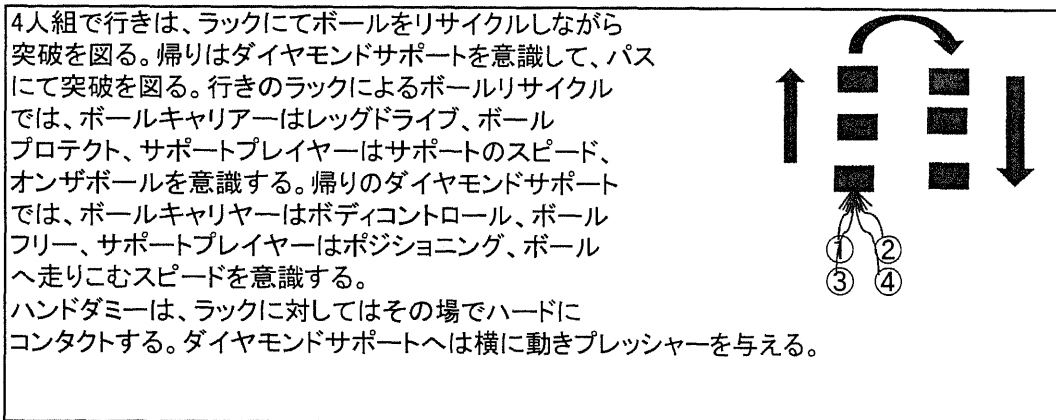 4人組で行きは、ラックにてボールをリサイクルしながら
突破を図る。帰りはダイヤモンドサポートを意識して、パス
にて突破を図る。行きのラックによるボールリサイクル
では、ボールキャリアーはレッグドライブ、ボール
プロテクト、サポートプレイヤーはサポートのスピード、
オンザボールを意識する。帰りのダイヤモンドサポート
では、ボールキャリヤーはボディコントロール、ボール
フリー、サポートプレイヤーはポジショニング、ボール
へ走りこむスピードを意識する。
ハンドダミーは、ラックに対してはその場でハードに
コンタクトする。ダイヤモンドサポートへは横に動きプレッシャーを与える。
① ②
③ ④